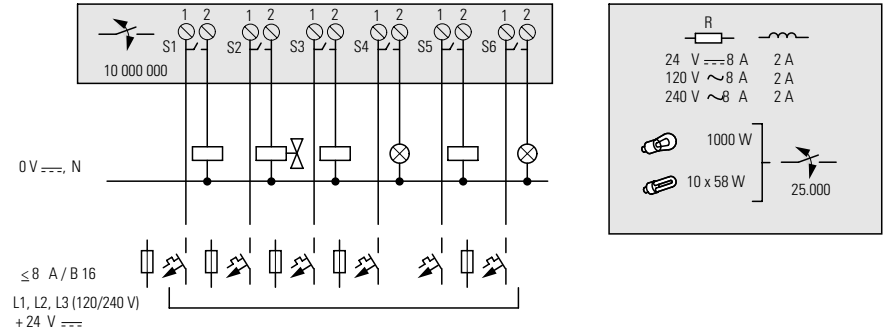 1 2 1 2 1 2 1 2 1 2 1 2
S1 S2 S3 S4 S5 S6
10 000 000
0 V ⎓, N
≤8 A / B 16
L1, L2, L3 (120/240 V)
+ 24 V ⎓
R
24 V ⎓ 8 A 2 A
120 V ~ 8 A 2 A
240 V ~ 8 A 2 A
1000 W
10 x 58 W
25.000